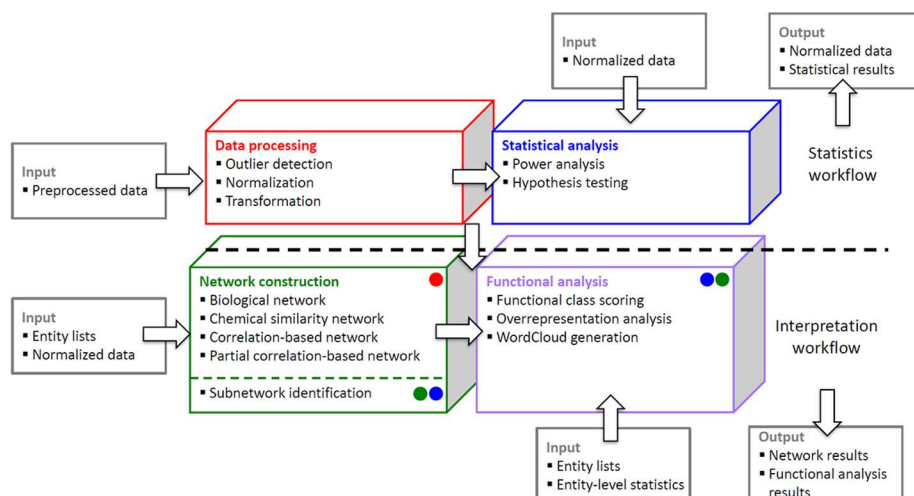 Input
▪ Normalized data
Output
▪ Normalized data
▪ Statistical results
Data processing
▪ Outlier detection
▪ Normalization
▪ Transformation
Statistical analysis
▪ Power analysis
▪ Hypothesis testing
Statistics
workflow
Input
▪ Preprocessed data
Network construction
▪ Biological network
▪ Chemical similarity network
▪ Correlation-based network
▪ Partial correlation-based network
▪ Subnetwork identification
Functional analysis
▪ Functional class scoring
▪ Overrepresentation analysis
▪ WordCloud generation
Interpretation
workflow
Input
▪ Entity lists
▪ Normalized data
Input
▪ Entity lists
▪ Entity-level statistics
Output
▪ Network results
▪ Functional analysis
results